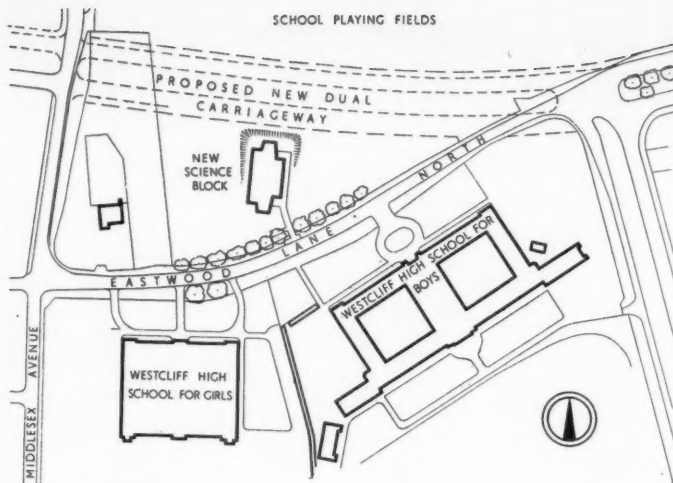 SCHOOL PLAYING FIELDS
PROPOSED NEW DUAL
CARRIAGEWAY
NEW
SCIENCE
BLOCK
EASTWOOD LANE NORTH
WESTCLIFF HIGH SCHOOL FOR
BOYS
WESTCLIFF HIGH
SCHOOL FOR GIRLS
MIDDLESEX AVENUE